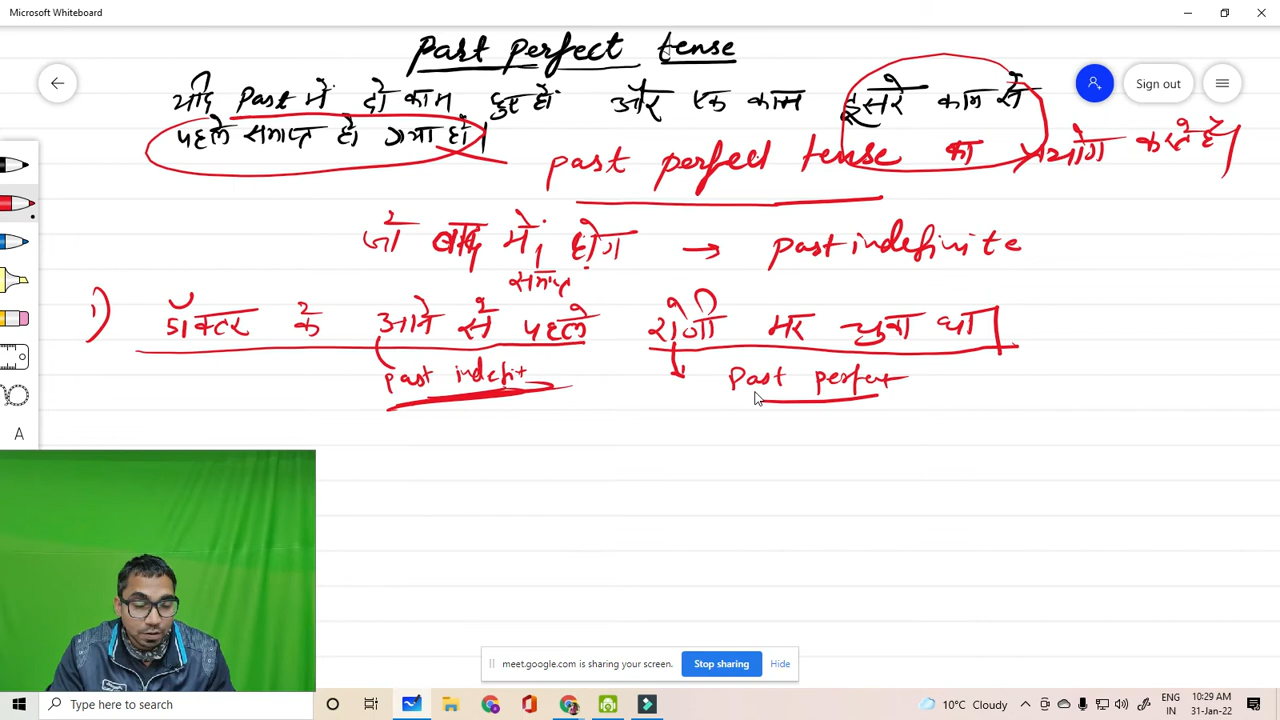 Microsoft Whiteboard
Past perfect tense
Sign out
यदि Past में दो काम हुए हों और एक काम दूसरे काम से
पहले समाप्त हो गया हो।
past perfect tense का प्रयोग करते हैं।
जो बाद में होगा → past indefinite
समाप्त
1) डॉक्टर के आने से पहले रोगी मर चुका था
past indefit Past perfect
A
meet.google.com is sharing your screen. Stop sharing Hide
Type here to search
10°C Cloudy
ENG
IN
10:29 AM
31-Jan-22